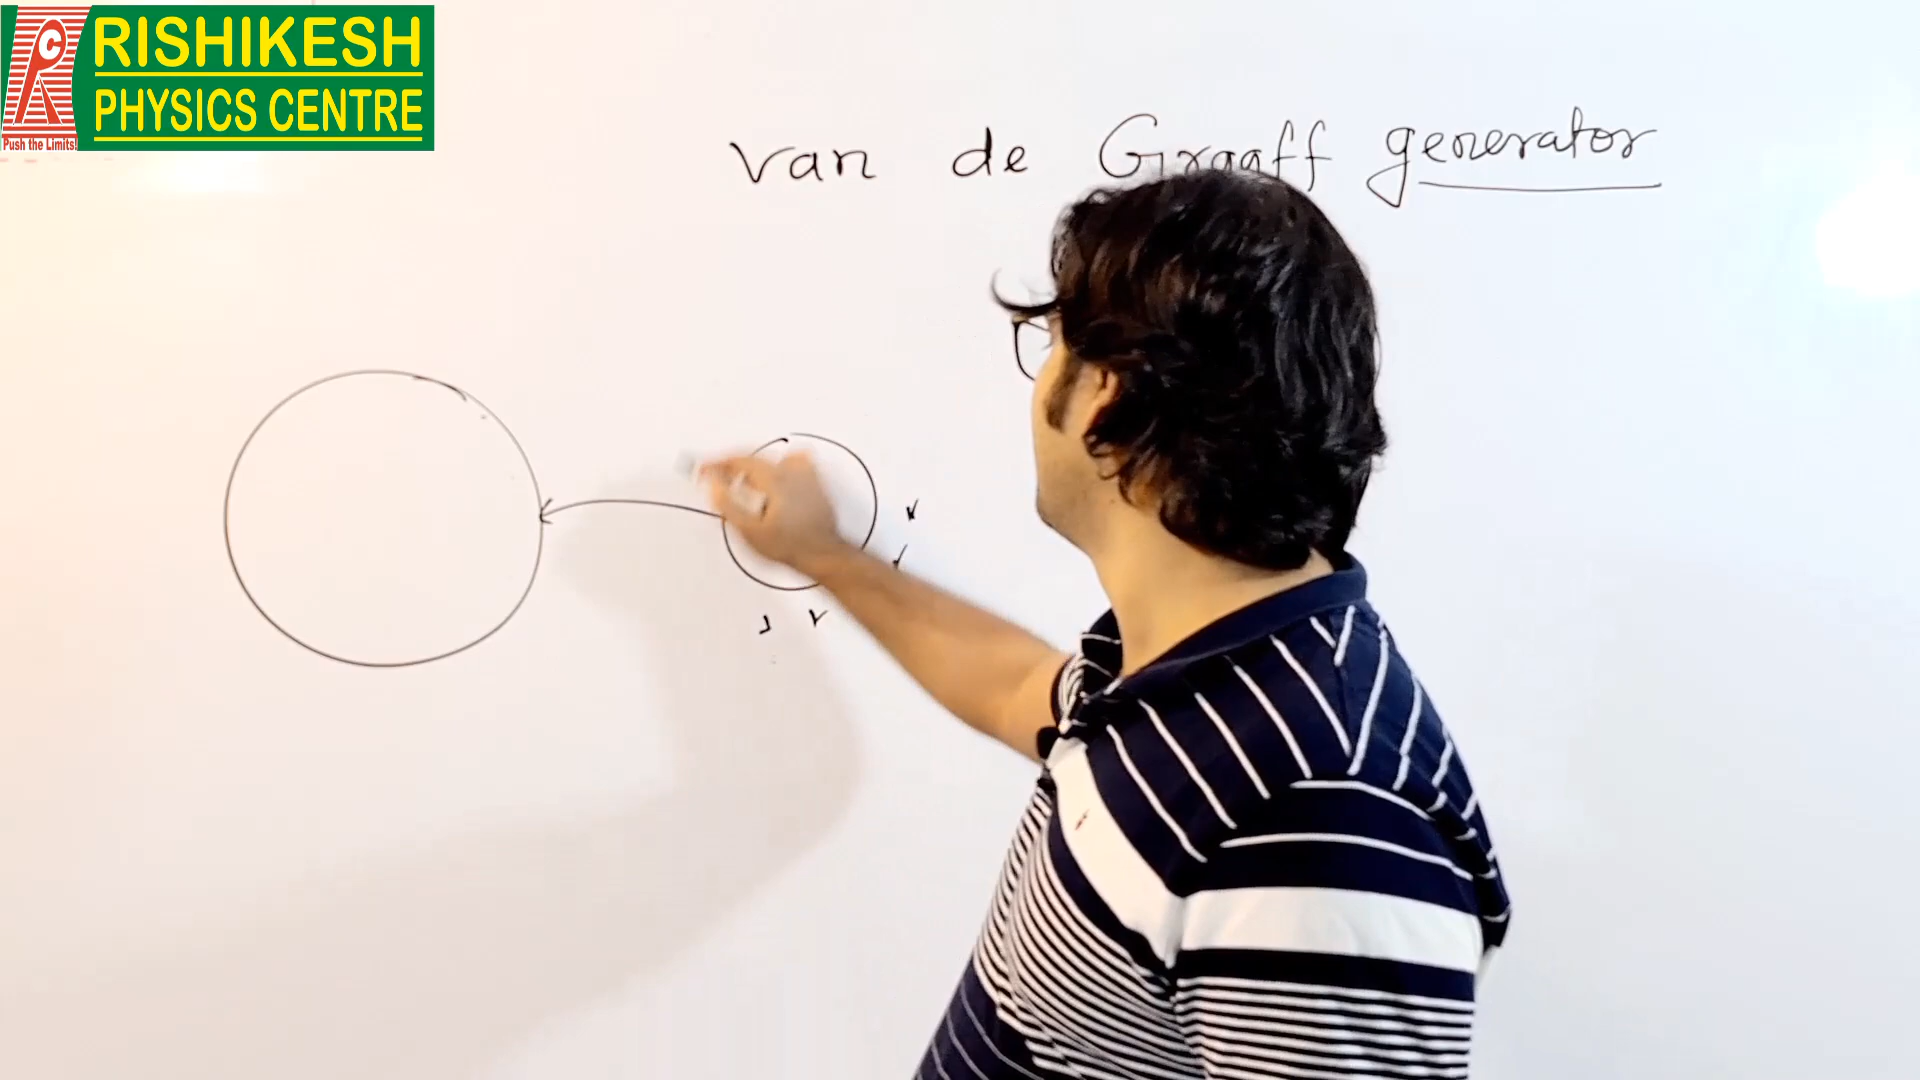 RISHIKESH
PHYSICS CENTRE
Push the Limits!
van de Graaff generator